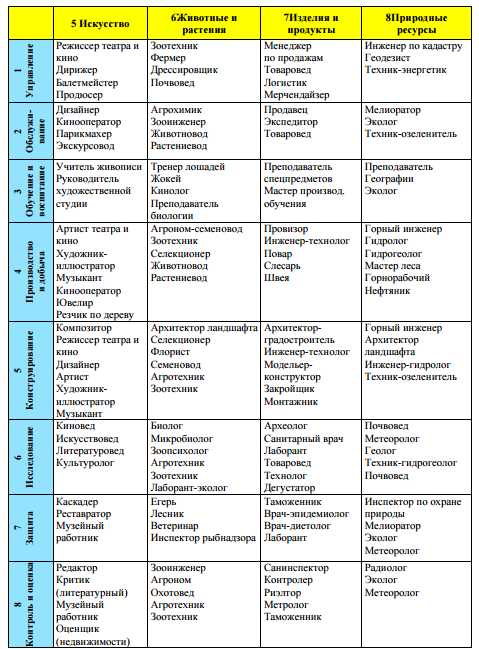 5 Искусство
6Животные и
растения
7Изделия и
продукты
8Природные
ресурсы
1
Управление
Режиссер театра и
кино
Дирижер
Балетмейстер
Продюсер
Зоотехник
Фермер
Дрессировщик
Почвовед
Менеджер
по продажам
Товаровед
Логистик
Мерчендайзер
Инженер по кадастру
Геодезист
Техник-энергетик
2
Обслужи-
вание
Дизайнер
Кинооператор
Парикмахер
Экскурсовод
Агрохимик
Зооинженер
Животновод
Растениевод
Продавец
Экспедитор
Товаровед
Мелиоратор
Эколог
Техник-озеленитель
3
Обучение и
воспитание
Учитель живописи
Руководитель
художественной
студии
Тренер лошадей
Жокей
Кинолог
Преподаватель
биологии
Преподаватель
спецпредметов
Мастер производ.
обучения
Преподаватель
Географии
Эколог
4
Производство
и добыча
Артист театра и
кино
Художник-
иллюстратор
Музыкант
Кинооператор
Ювелир
Резчик по дереву
Агроном-семеновод
Зоотехник
Селекционер
Животновод
Растениевод
Провизор
Инженер-технолог
Повар
Слесарь
Швея
Горный инженер
Гидролог
Гидрогеолог
Мастер леса
Горнорабочий
Нефтяник
5
Конструирование
Композитор
Режиссер театра и
кино
Дизайнер
Артист
Художник-
иллюстратор
Музыкант
Архитектор ландшафта
Селекционер
Флорист
Семеновод
Агротехник
Зоотехник
Архитектор-
градостроитель
Инженер-технолог
Модельер-
конструктор
Закройщик
Монтажник
Горный инженер
Архитектор
ландшафта
Инженер-гидролог
Техник-озеленитель
6
Исследование
Киновед
Искусствовед
Литературовед
Культуролог
Биолог
Микробиолог
Зоопсихолог
Агротехник
Зоотехник
Лаборант-эколог
Археолог
Санитарный врач
Лаборант
Товаровед
Технолог
Дегустатор
Почвовед
Метеоролог
Геолог
Техник-гидрогеолог
Почвовед
7
Защита
Каскадер
Реставратор
Музейный
работник
Егерь
Лесник
Ветеринар
Инспектор рыбнадзора
Таможенник
Врач-эпидемиолог
Врач-диетолог
Лаборант
Инспектор по охране
природы
Мелиоратор
Эколог
Метеоролог
8
Контроль и оценка
Редактор
Критик
(литературный)
Музейный
работник
Оценщик
(недвижимости)
Зооинженер
Агроном
Охотовед
Агротехник
Зоотехник
Санинспектор
Контролер
Риэлтор
Метролог
Таможенник
Радиолог
Эколог
Метеоролог